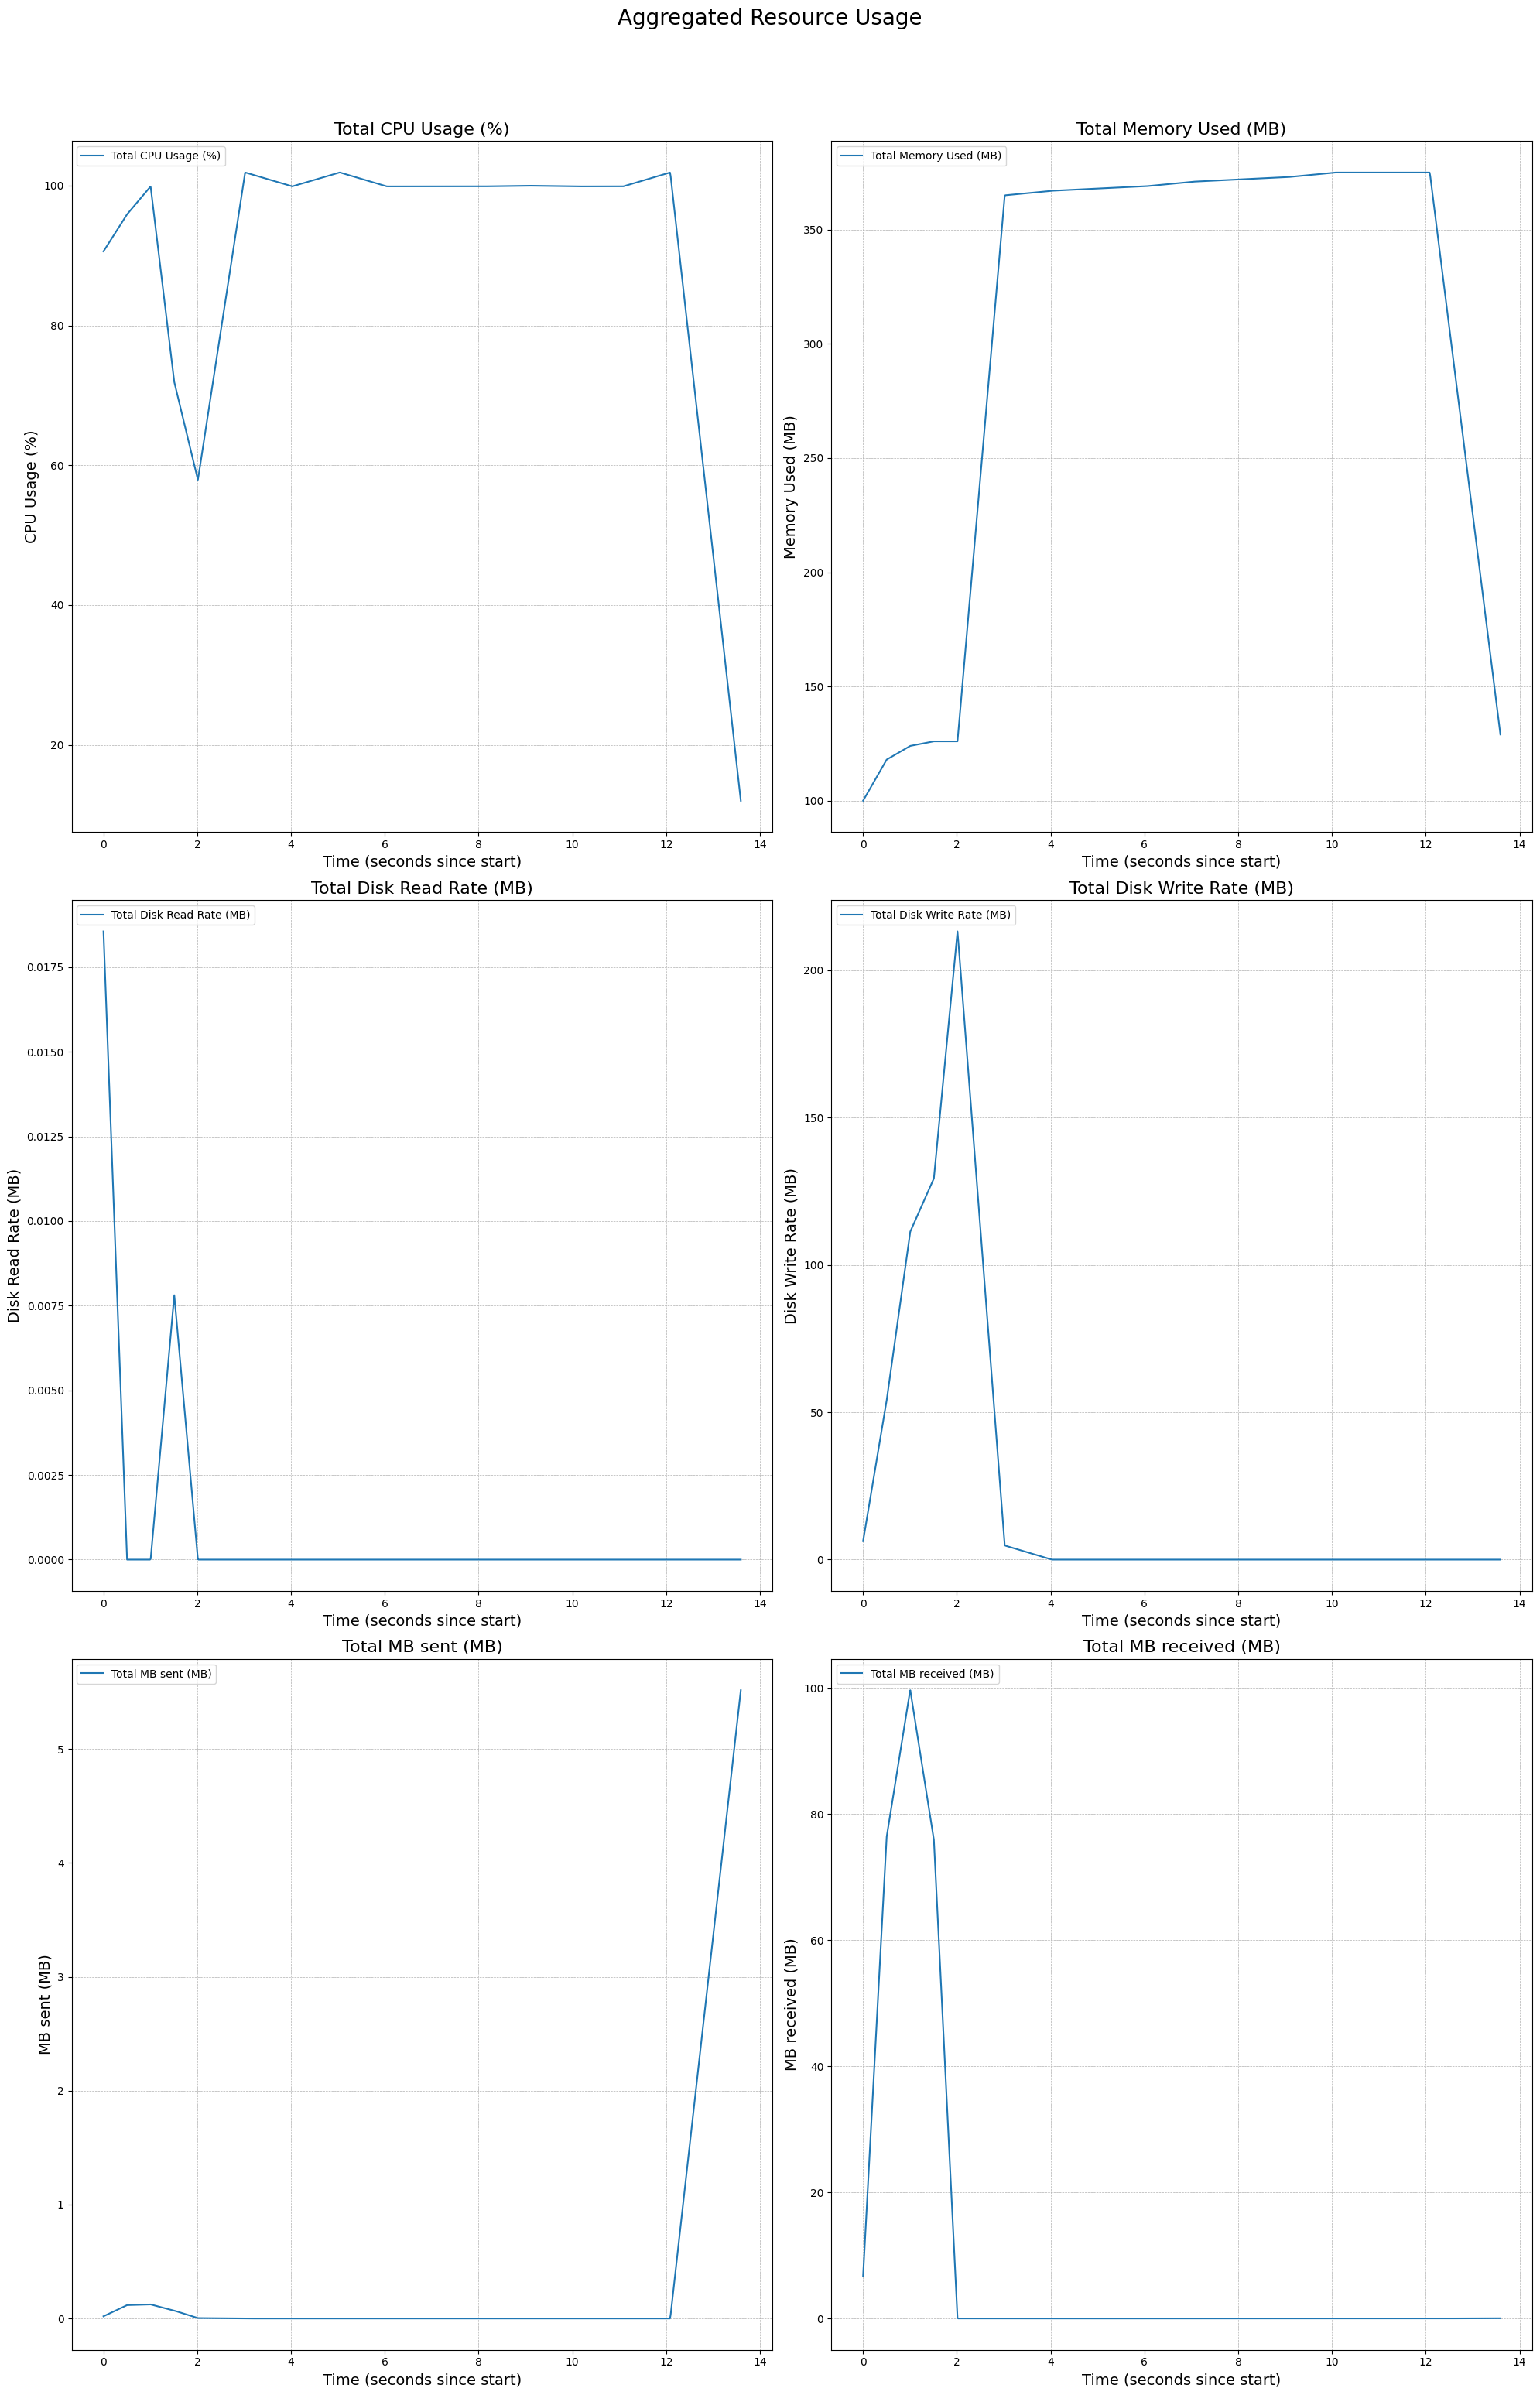 Aggregated Resource Usage
Total CPU Usage (%)
Total CPU Usage (%)
100
80
60
40
20
CPU Usage (%)
0 2 4 6 8 10 12 14
Time (seconds since start)
Total Memory Used (MB)
Total Memory Used (MB)
350
300
250
200
150
100
Memory Used (MB)
0 2 4 6 8 10 12 14
Time (seconds since start)
Total Disk Read Rate (MB)
Total Disk Read Rate (MB)
0.0175
0.0150
0.0125
0.0100
0.0075
0.0050
0.0025
0.0000
Disk Read Rate (MB)
0 2 4 6 8 10 12 14
Time (seconds since start)
Total Disk Write Rate (MB)
Total Disk Write Rate (MB)
200
150
100
50
0
Disk Write Rate (MB)
0 2 4 6 8 10 12 14
Time (seconds since start)
Total MB sent (MB)
Total MB sent (MB)
5
4
3
2
1
0
MB sent (MB)
0 2 4 6 8 10 12 14
Time (seconds since start)
Total MB received (MB)
Total MB received (MB)
100
80
60
40
20
0
MB received (MB)
0 2 4 6 8 10 12 14
Time (seconds since start)